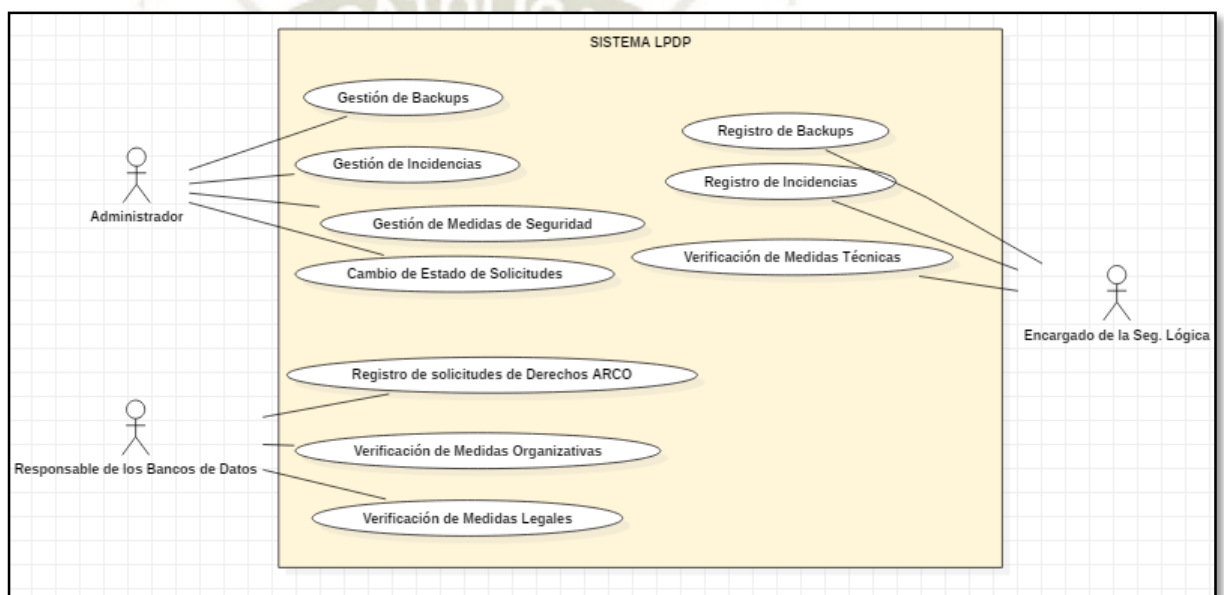 SISTEMA LPDP
Gestión de Backups
Registro de Backups
Gestión de Incidencias
Registro de Incidencias
Administrador
Gestión de Medidas de Seguridad
Verificación de Medidas Técnicas
Cambio de Estado de Solicitudes
Encargado de la Seg. Lógica
Registro de solicitudes de Derechos ARCO
Verificación de Medidas Organizativas
Responsable de los Bancos de Datos
Verificación de Medidas Legales